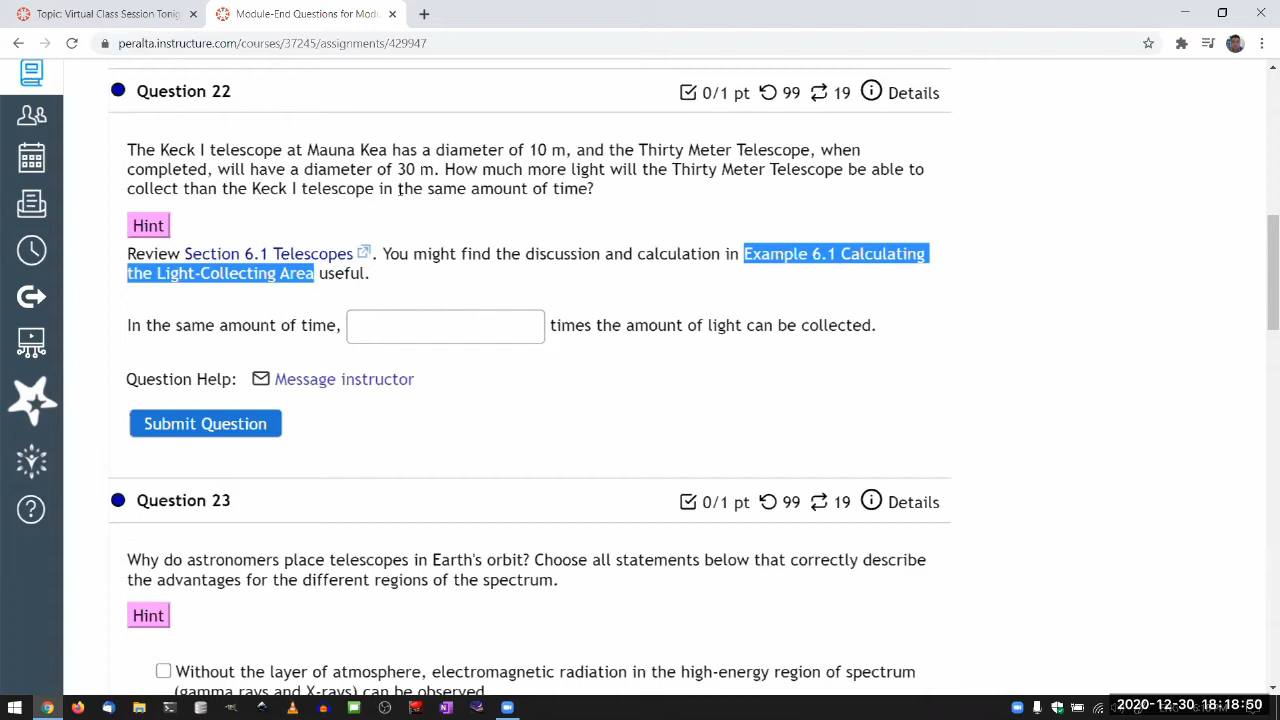 Topic: Virtual Class Session Tonig
Module-End Questions for Modu
peralta.instructure.com/courses/37245/assignments/429947
Question 22
0/1 pt 99 19 Details
The Keck I telescope at Mauna Kea has a diameter of 10 m, and the Thirty Meter Telescope, when
completed, will have a diameter of 30 m. How much more light will the Thirty Meter Telescope be able to
collect than the Keck I telescope in the same amount of time?
Hint
Review Section 6.1 Telescopes. You might find the discussion and calculation in Example 6.1 Calculating
the Light-Collecting Area useful.
In the same amount of time, times the amount of light can be collected.
Question Help: Message instructor
Submit Question
Question 23
0/1 pt 99 19 Details
Why do astronomers place telescopes in Earth's orbit? Choose all statements below that correctly describe
the advantages for the different regions of the spectrum.
Hint
Without the layer of atmosphere, electromagnetic radiation in the high-energy region of spectrum
(gamma rays and X-rays) can be observed
2020-12-30 18:18:50